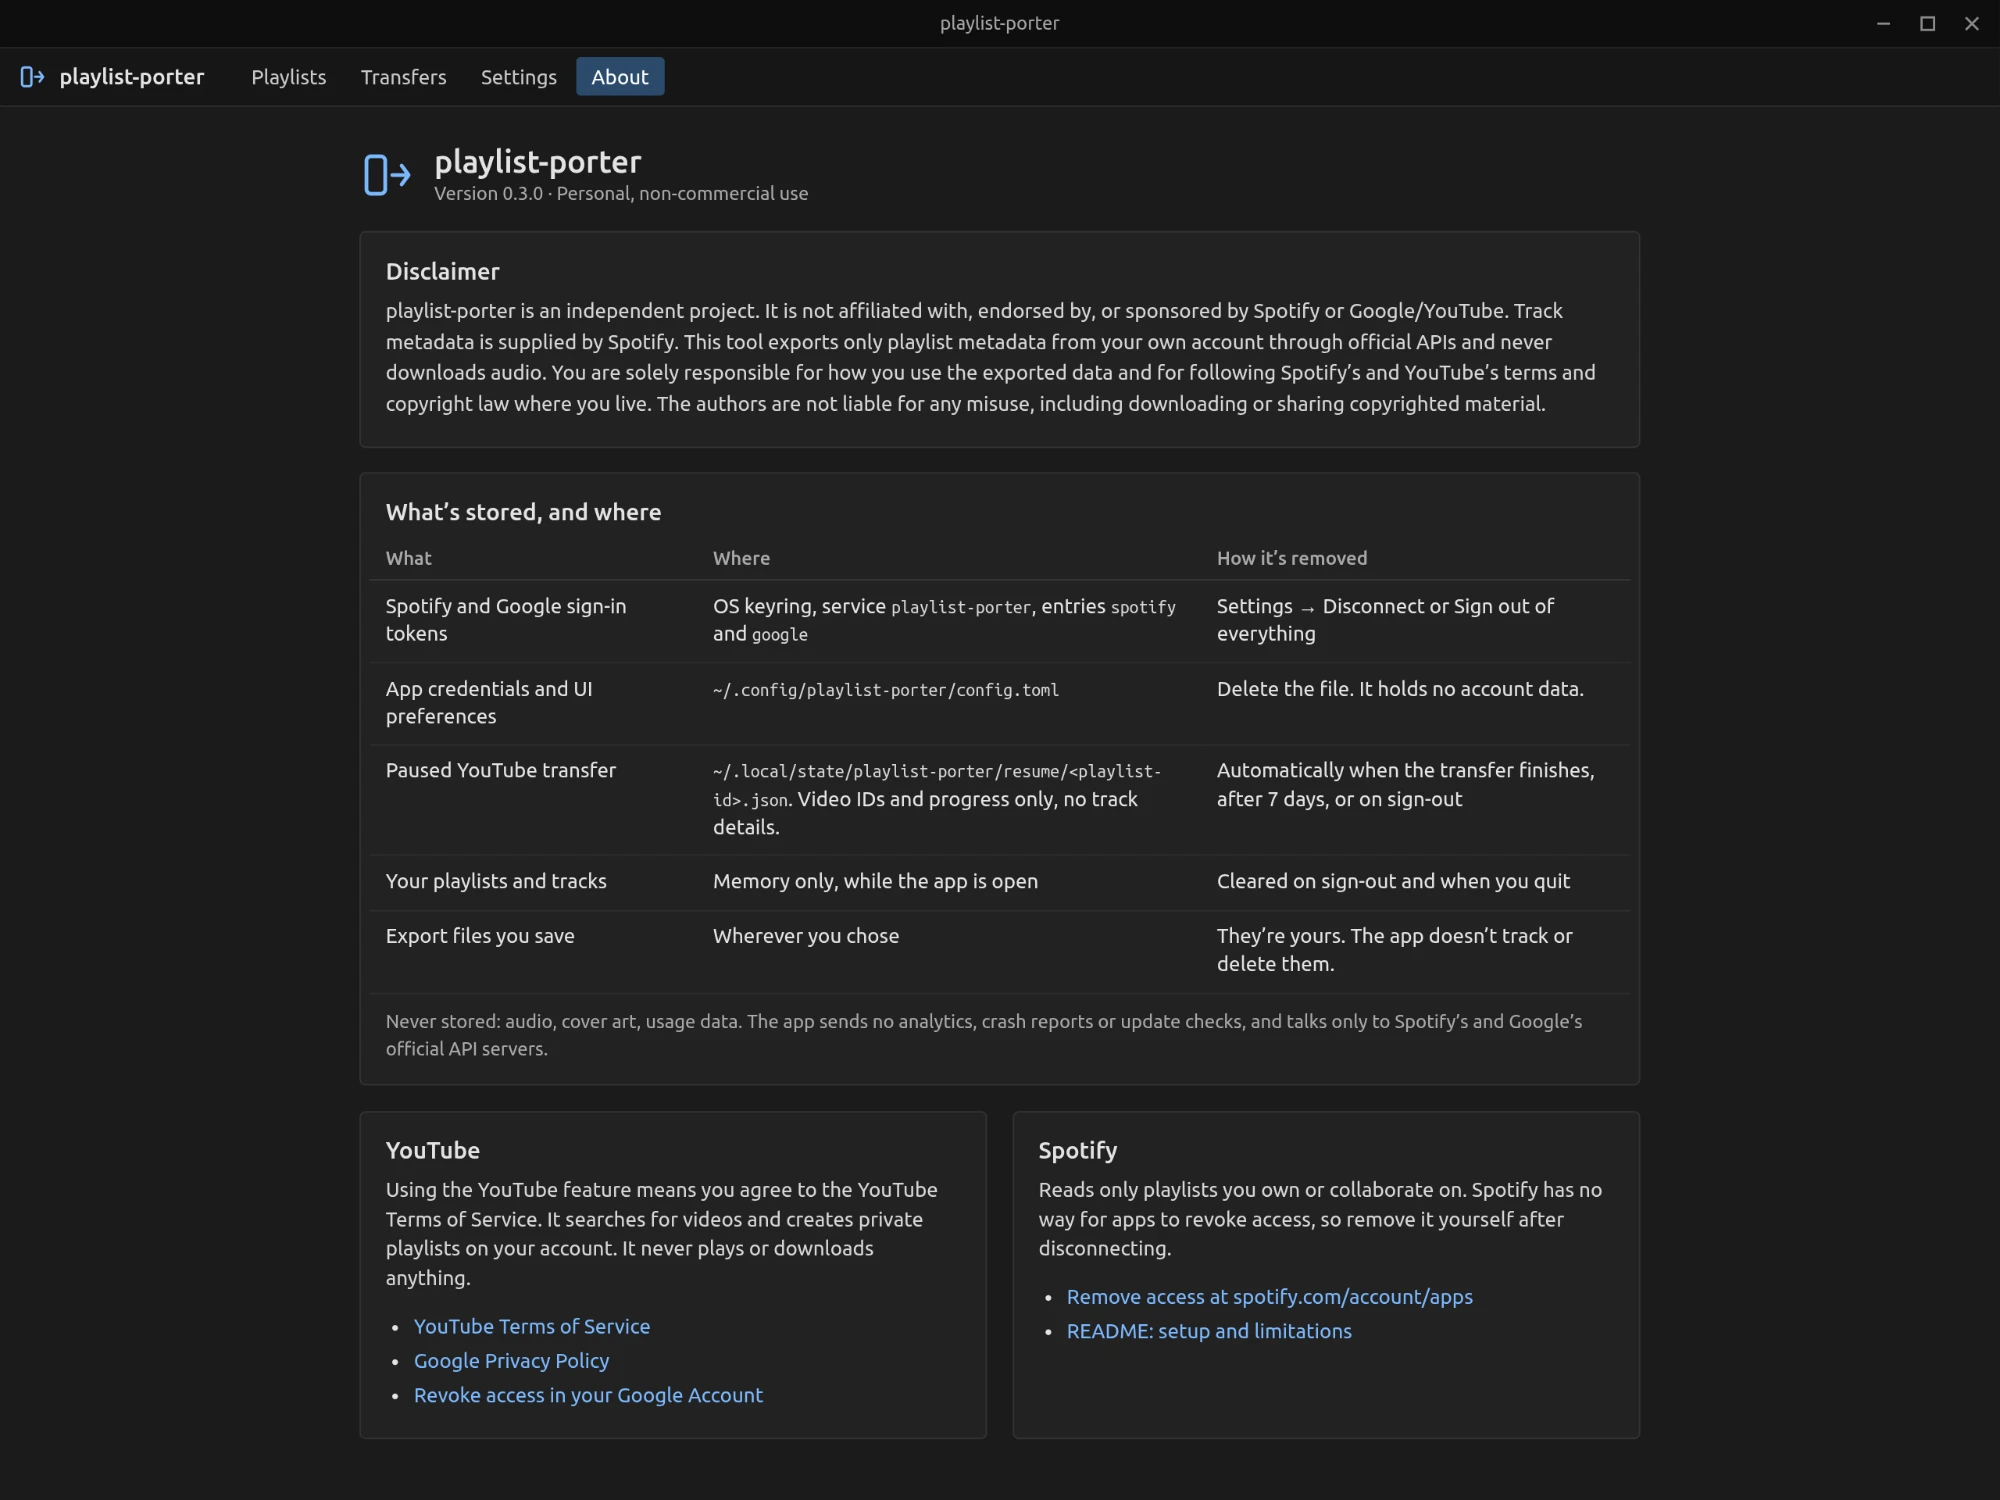 playlist-porter
playlist-porter Playlists Transfers Settings About
playlist-porter
Version 0.3.0 · Personal, non-commercial use
Disclaimer
playlist-porter is an independent project. It is not affiliated with, endorsed by, or sponsored by Spotify or Google/YouTube. Track
metadata is supplied by Spotify. This tool exports only playlist metadata from your own account through official APIs and never
downloads audio. You are solely responsible for how you use the exported data and for following Spotify’s and YouTube’s terms and
copyright law where you live. The authors are not liable for any misuse, including downloading or sharing copyrighted material.
What’s stored, and where
What Where How it’s removed
Spotify and Google sign-in
tokens
OS keyring, service playlist-porter, entries spotify
and google
Settings → Disconnect or Sign out of
everything
App credentials and UI
preferences
~/.config/playlist-porter/config.toml
Delete the file. It holds no account data.
Paused YouTube transfer
~/.local/state/playlist-porter/resume/<playlist-
id>.json. Video IDs and progress only, no track
details.
Automatically when the transfer finishes,
after 7 days, or on sign-out
Your playlists and tracks
Memory only, while the app is open
Cleared on sign-out and when you quit
Export files you save
Wherever you chose
They’re yours. The app doesn’t track or
delete them.
Never stored: audio, cover art, usage data. The app sends no analytics, crash reports or update checks, and talks only to Spotify’s and Google’s
official API servers.
YouTube
Using the YouTube feature means you agree to the YouTube
Terms of Service. It searches for videos and creates private
playlists on your account. It never plays or downloads
anything.
• YouTube Terms of Service
• Google Privacy Policy
• Revoke access in your Google Account
Spotify
Reads only playlists you own or collaborate on. Spotify has no
way for apps to revoke access, so remove it yourself after
disconnecting.
• Remove access at spotify.com/account/apps
• README: setup and limitations